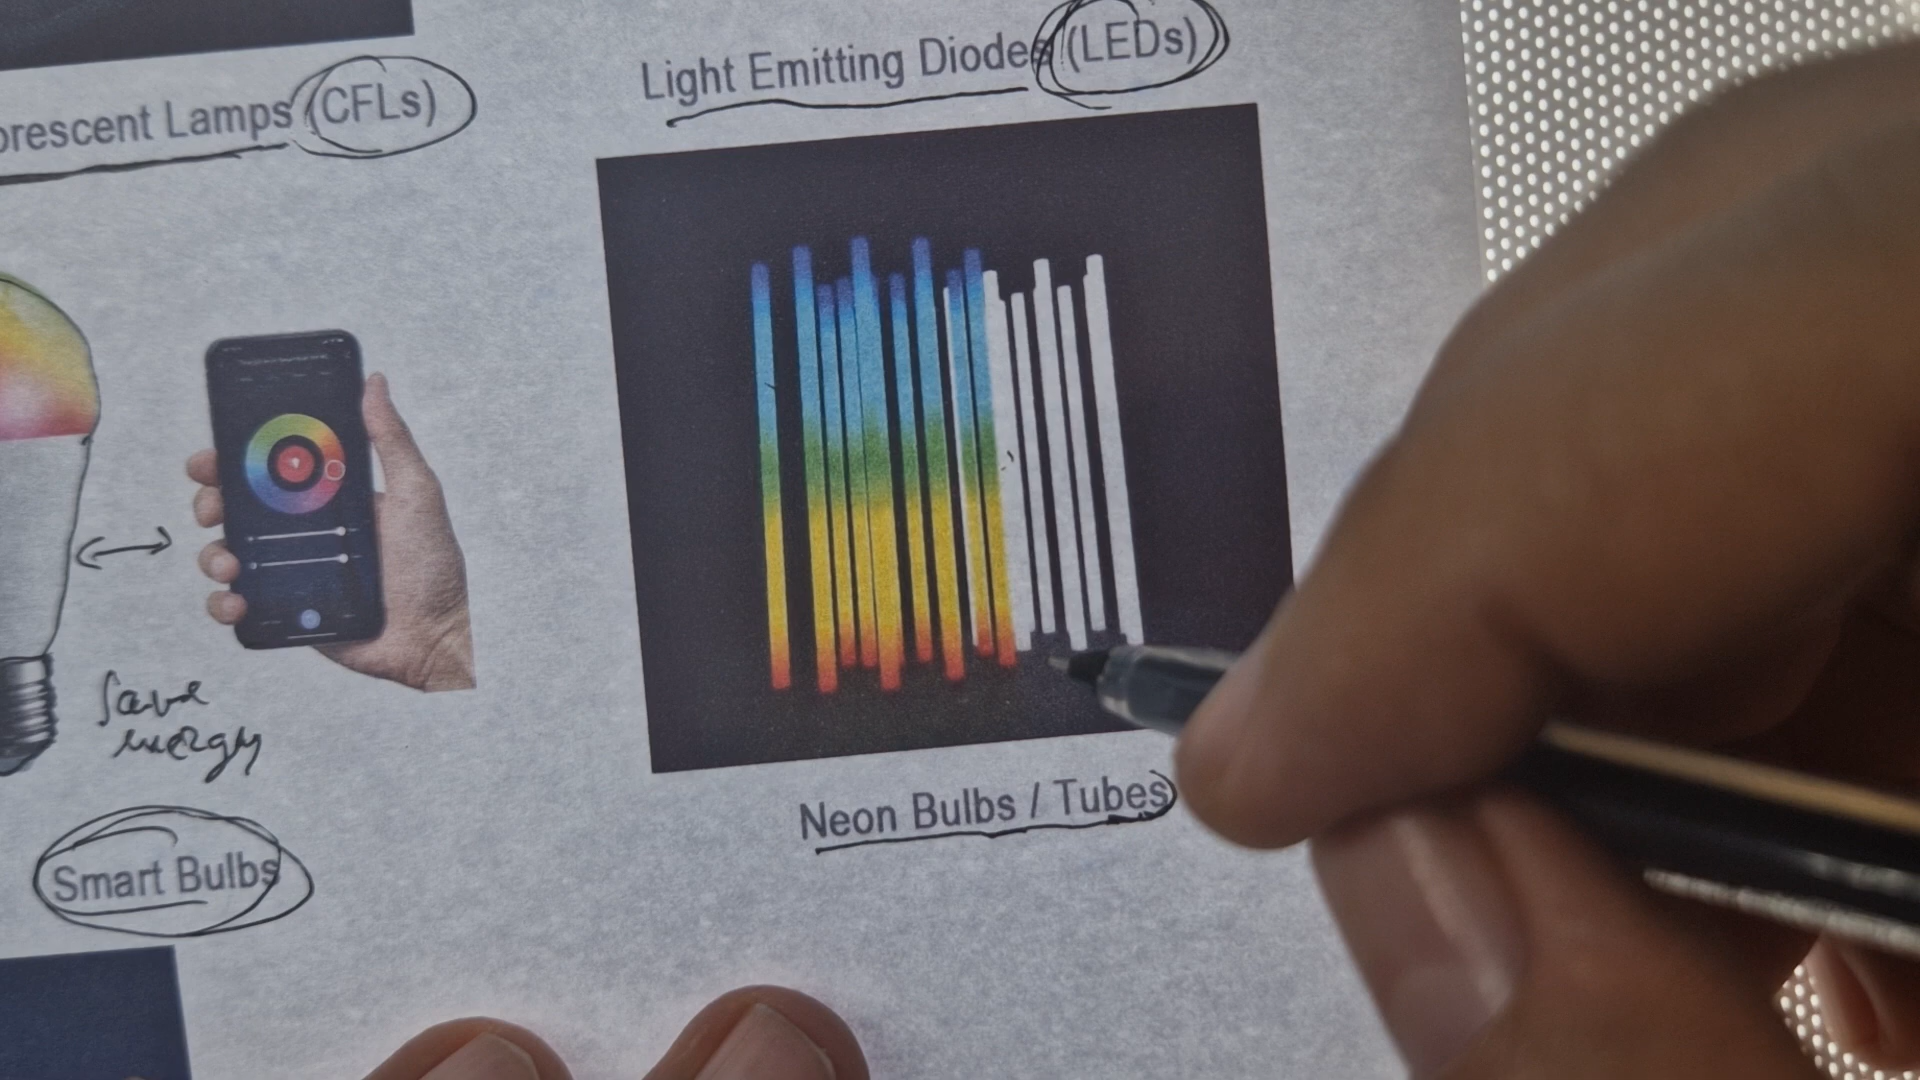 Light Emitting Diodes (LEDs)
orescent Lamps (CFLs)
Save
energy
Neon Bulbs / Tubes
Smart Bulbs